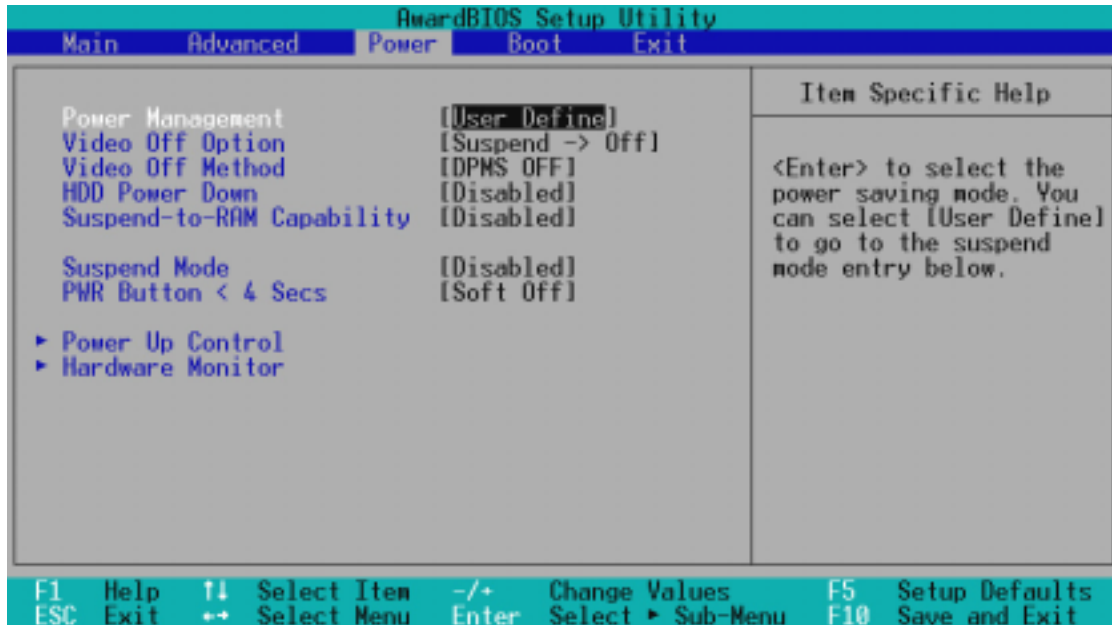 AwardBIOS Setup Utility
Main Advanced Power Boot Exit
Power Management [User Define]
Video Off Option [Suspend -> Off]
Video Off Method [DPMS OFF]
HDD Power Down [Disabled]
Suspend-to-RAM Capability [Disabled]
Suspend Mode [Disabled]
PWR Button < 4 Secs [Soft Off]
► Power Up Control
► Hardware Monitor
Item Specific Help
<Enter> to select the
power saving mode. You
can select [User Define]
to go to the suspend
mode entry below.
F1 Help ↑↓ Select Item -/+ Change Values F5 Setup Defaults
ESC Exit ←→ Select Menu Enter Select ► Sub-Menu F10 Save and Exit